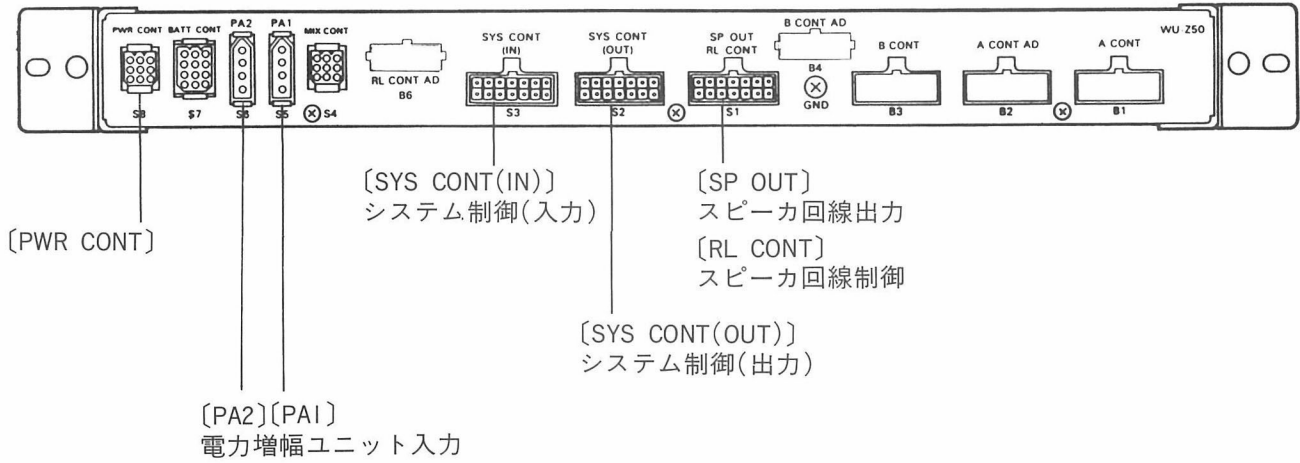 PWR CONT
BATT CONT
PA2
PA1
MIX CONT
SYS CONT
(IN)
SYS CONT
(OUT)
SP OUT
RL CONT
B CONT AD
B CONT
A CONT AD
A CONT
WU Z50
RL CONT AD
B6
B4
GND
S8
S7
S6
S5
S4
S3
S2
S1
B3
B2
B1
〔PWR CONT〕
〔SYS CONT(IN)〕
システム制御(入力)
〔SP OUT〕
スピーカ回線出力
〔RL CONT〕
スピーカ回線制御
〔SYS CONT(OUT)〕
システム制御(出力)
〔PA2〕〔PA1〕
電力増幅ユニット入力